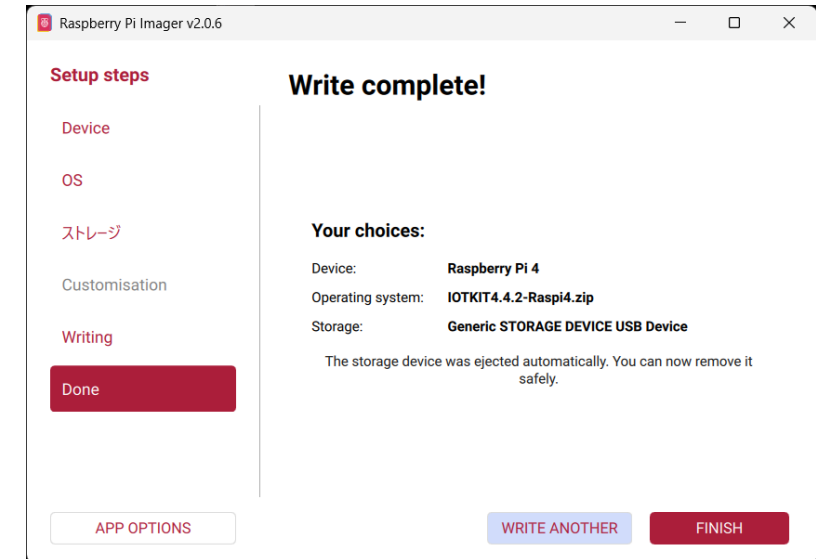 Raspberry Pi Imager v2.0.6
Setup steps
Device
OS
ストレージ
Customisation
Writing
Done
APP OPTIONS
Write complete!
Your choices:
Device: Raspberry Pi 4
Operating system: IOTKIT4.4.2-Raspi4.zip
Storage: Generic STORAGE DEVICE USB Device
The storage device was ejected automatically. You can now remove it
safely.
WRITE ANOTHER
FINISH